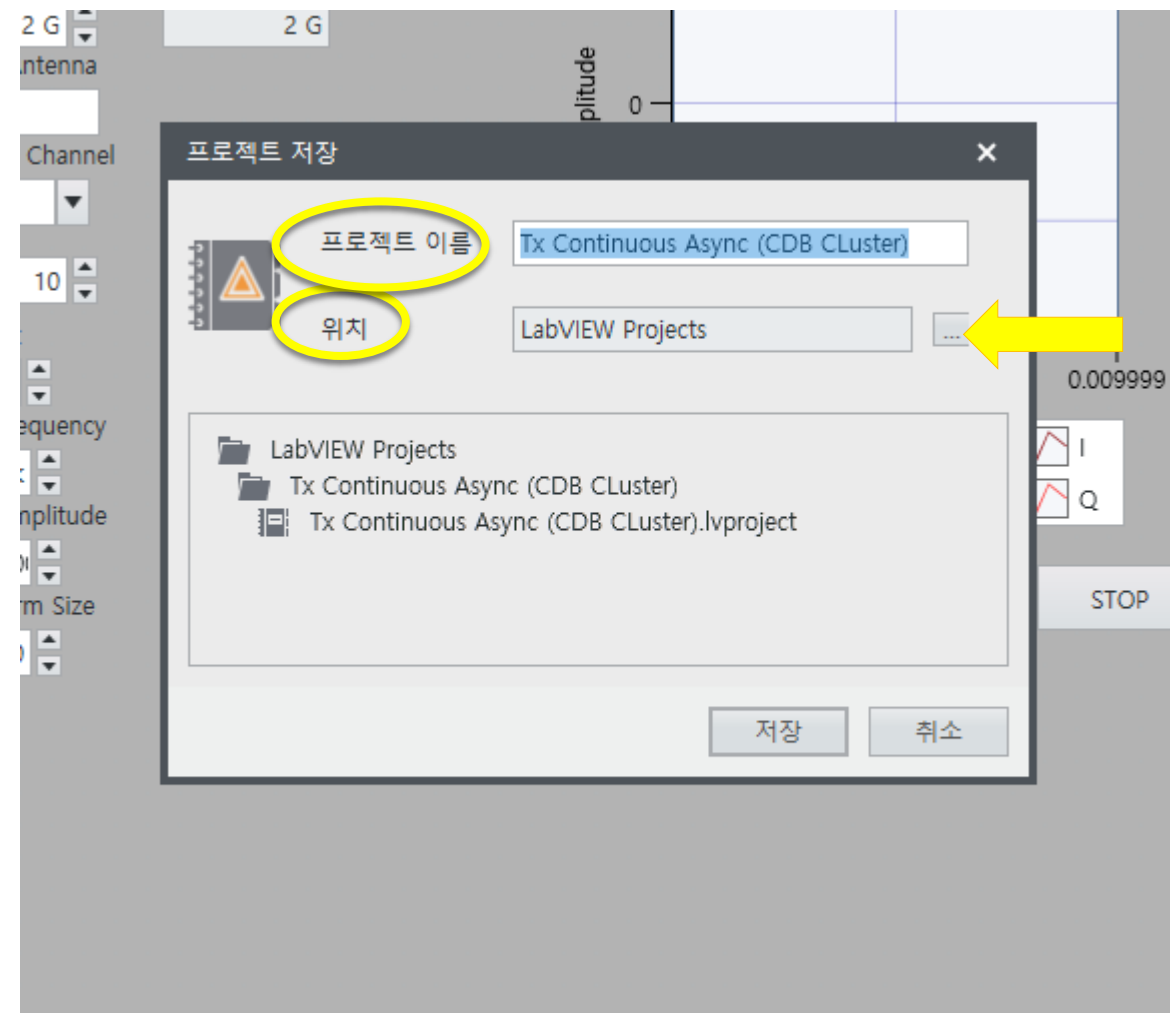 2 G
2 G
ntenna
plitude
0
Channel
프로젝트 저장
프로젝트 이름
Tx Continuous Async (CDB CLuster)
10
위치
LabVIEW Projects
...
0.009999
equency
LabVIEW Projects
I
Tx Continuous Async (CDB CLuster)
Q
mplitude
Tx Continuous Async (CDB CLuster).lvproject
rm Size
STOP
저장
취소